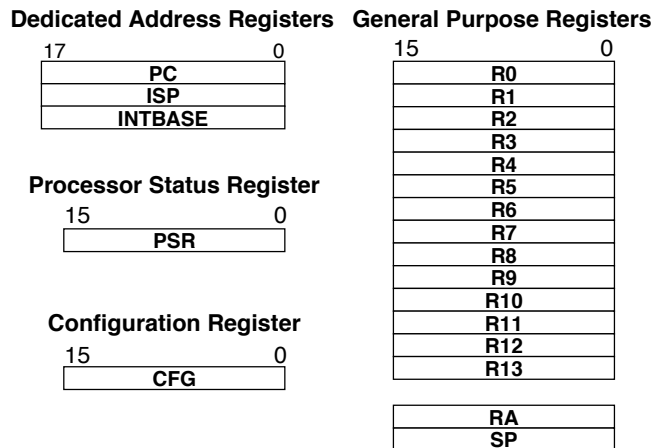 Dedicated Address Registers
17 0
PC
ISP
INTBASE
Processor Status Register
15 0
PSR
Configuration Register
15 0
CFG
General Purpose Registers
15 0
R0
R1
R2
R3
R4
R5
R6
R7
R8
R9
R10
R11
R12
R13
RA
SP